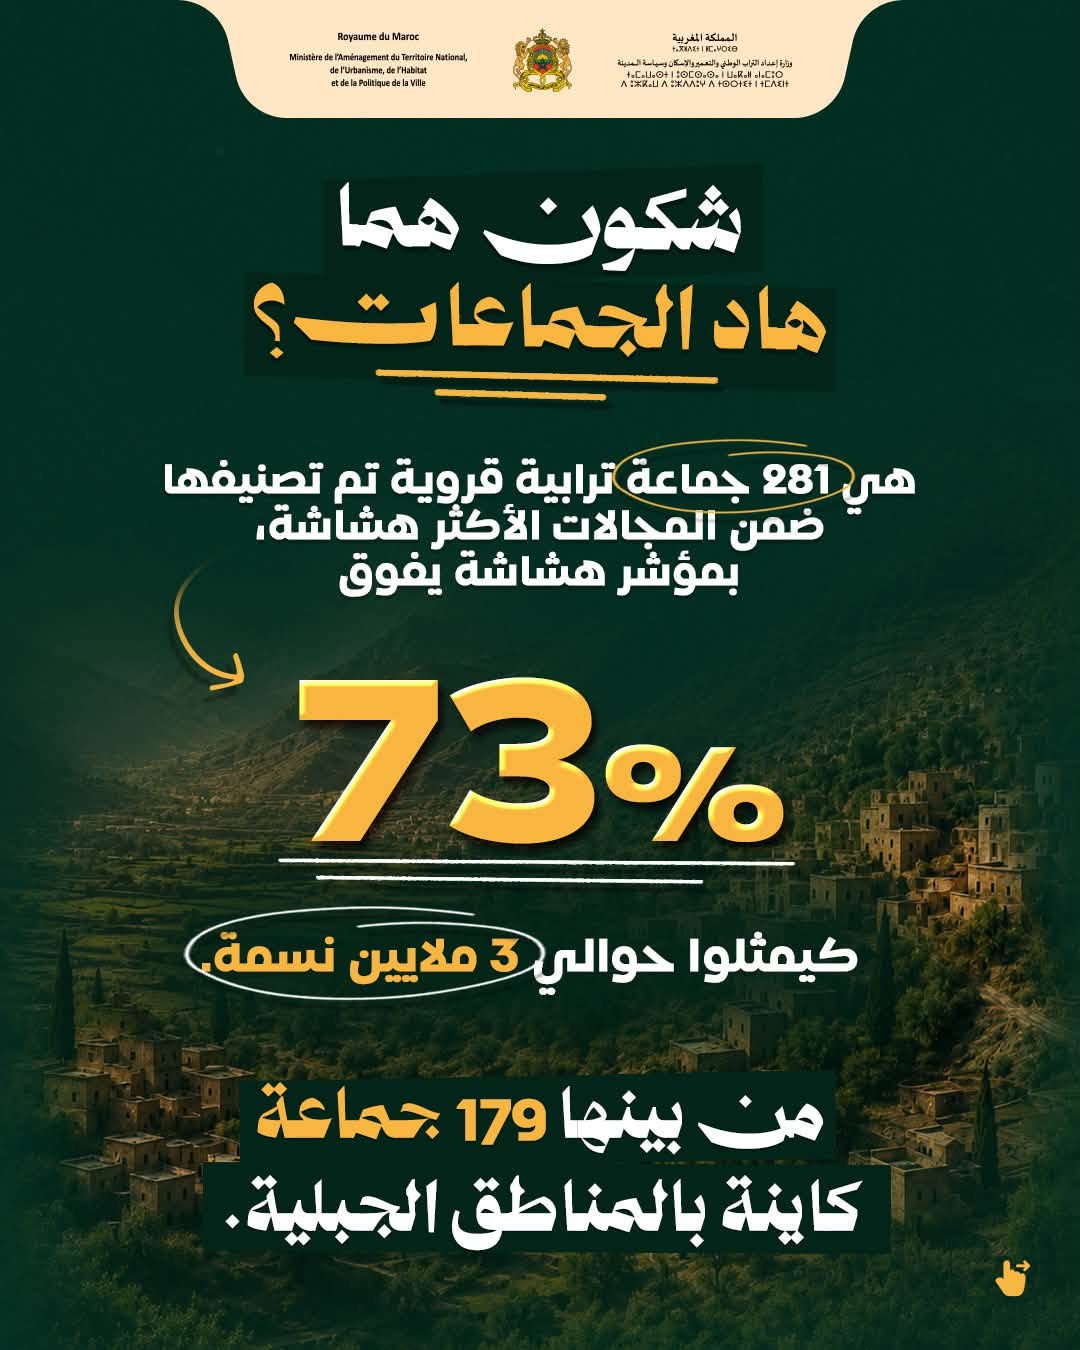 Royaume du Maroc
Ministère de l'Aménagement du Territoire National,
de l'Urbanisme, de l'Habitat
et de la Politique de la Ville
المملكة المغربية
ⵜⴰⴳⵍⴷⵉⵜ ⵏ ⵍⵎⵖⵔⵉⴱ
وزارة إعداد التراب الوطني والتعمير والإسكان وسياسة المدينة
شكون هما
هاد الجماعات؟
هي 281 جماعة ترابية قروية تم تصنيفها
ضمن المجالات الأكثر هشاشة،
بمؤشر هشاشة يفوق
73%
كيمثلوا حوالي 3 ملايين نسمة.
من بينها 179 جماعة
كاينة بالمناطق الجبلية.